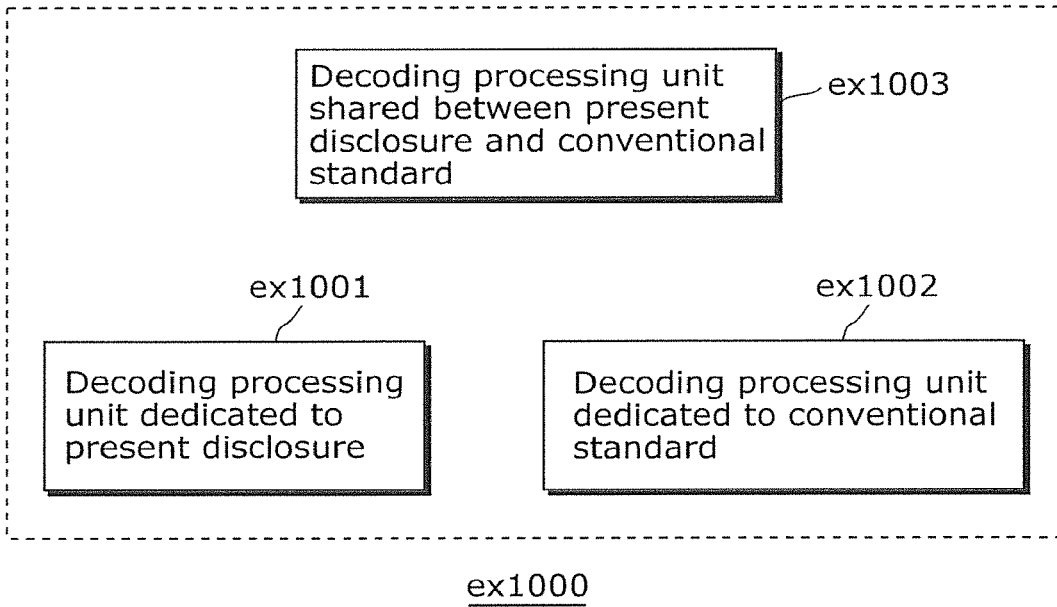 Decoding processing unit
shared between present
disclosure and conventional
standard
ex1003
ex1001
ex1002
Decoding processing
unit dedicated to
present disclosure
Decoding processing unit
dedicated to conventional
standard
ex1000